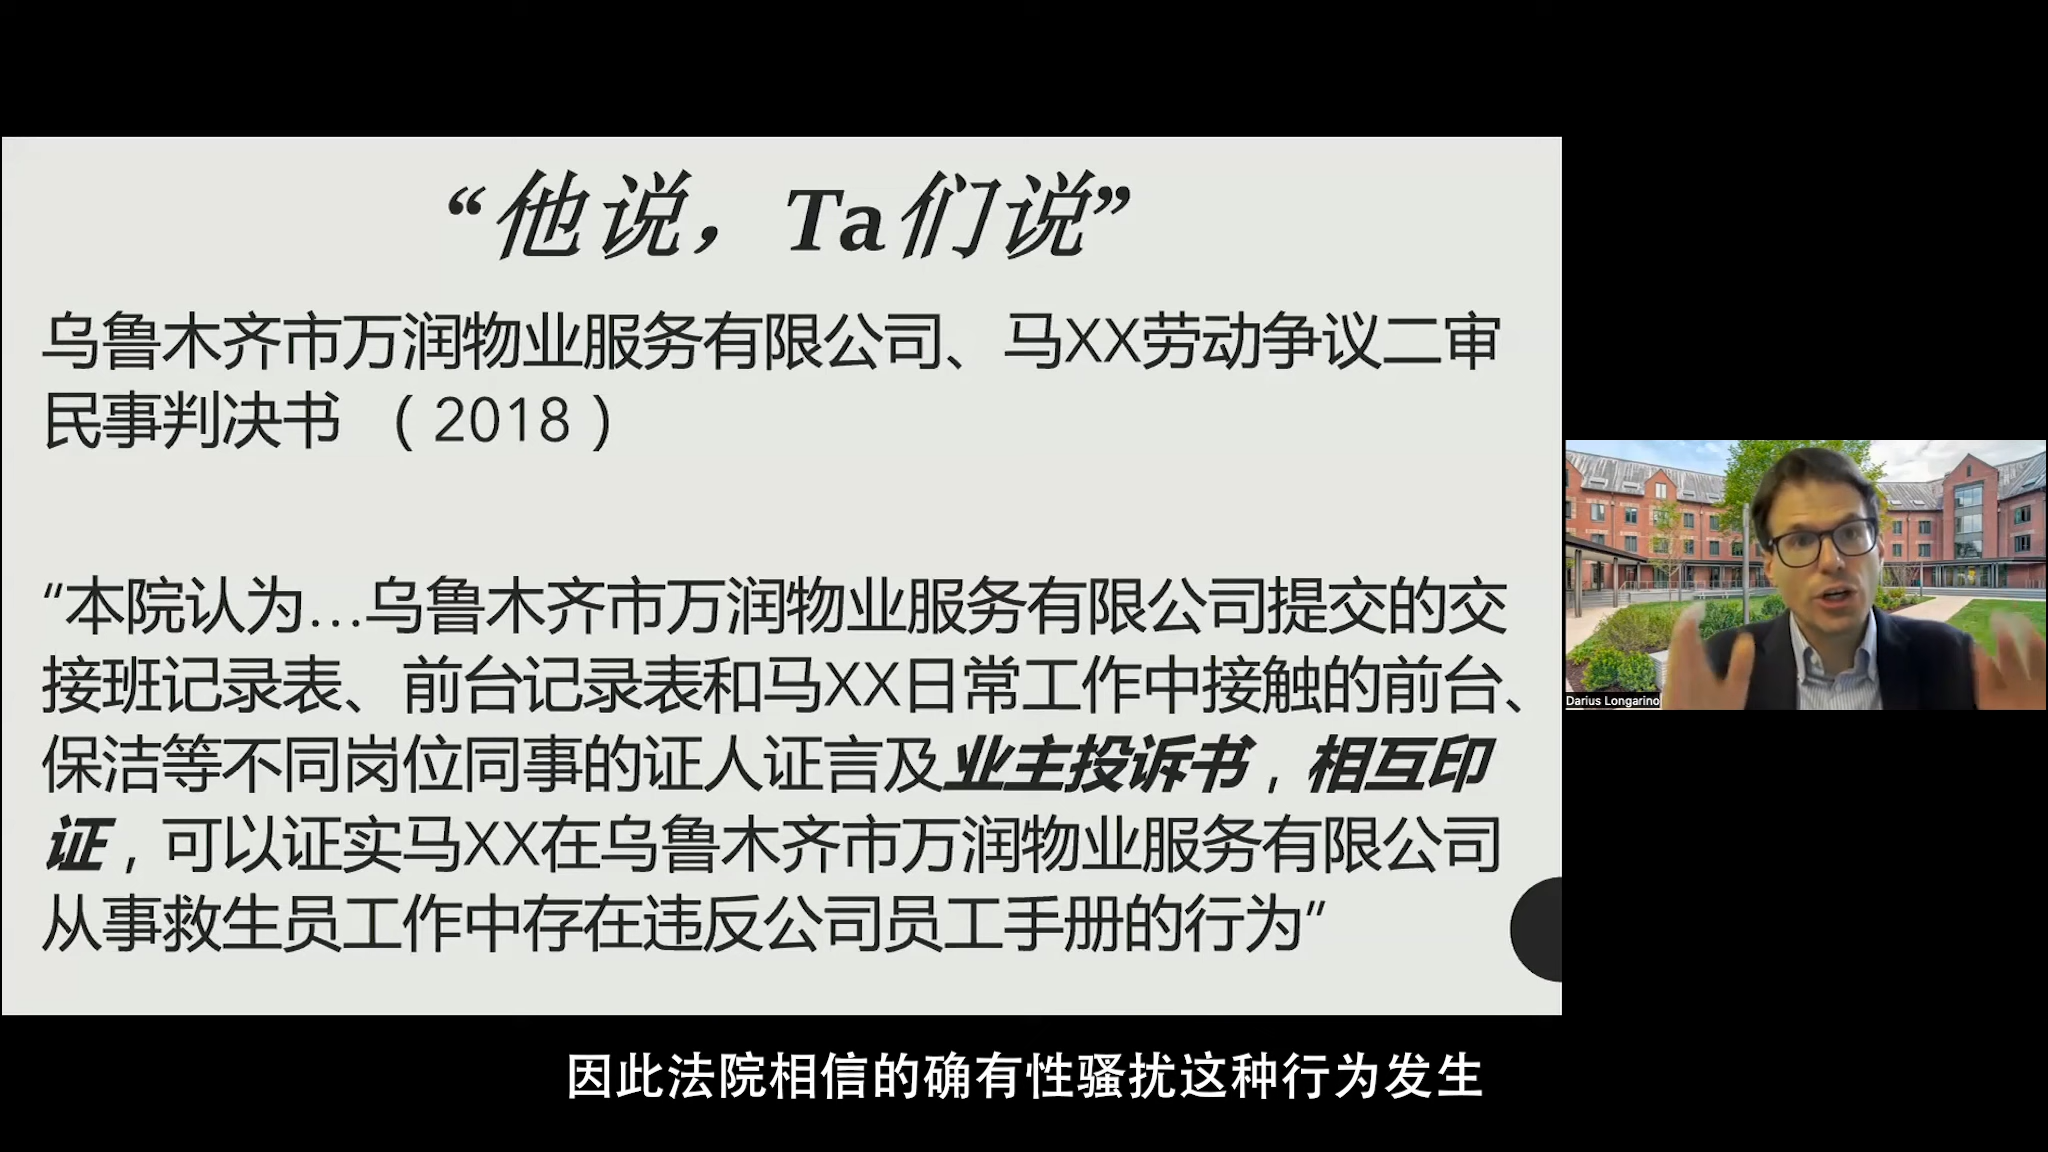 “他说，Ta们说”
乌鲁木齐市万润物业服务有限公司、马XX劳动争议二审
民事判决书 （2018）
“本院认为…乌鲁木齐市万润物业服务有限公司提交的交
接班记录表、前台记录表和马XX日常工作中接触的前台、
保洁等不同岗位同事的证人证言及业主投诉书，相互印
证，可以证实马XX在乌鲁木齐市万润物业服务有限公司
从事救生员工作中存在违反公司员工手册的行为”
Darius Longarino
因此法院相信的确有性骚扰这种行为发生